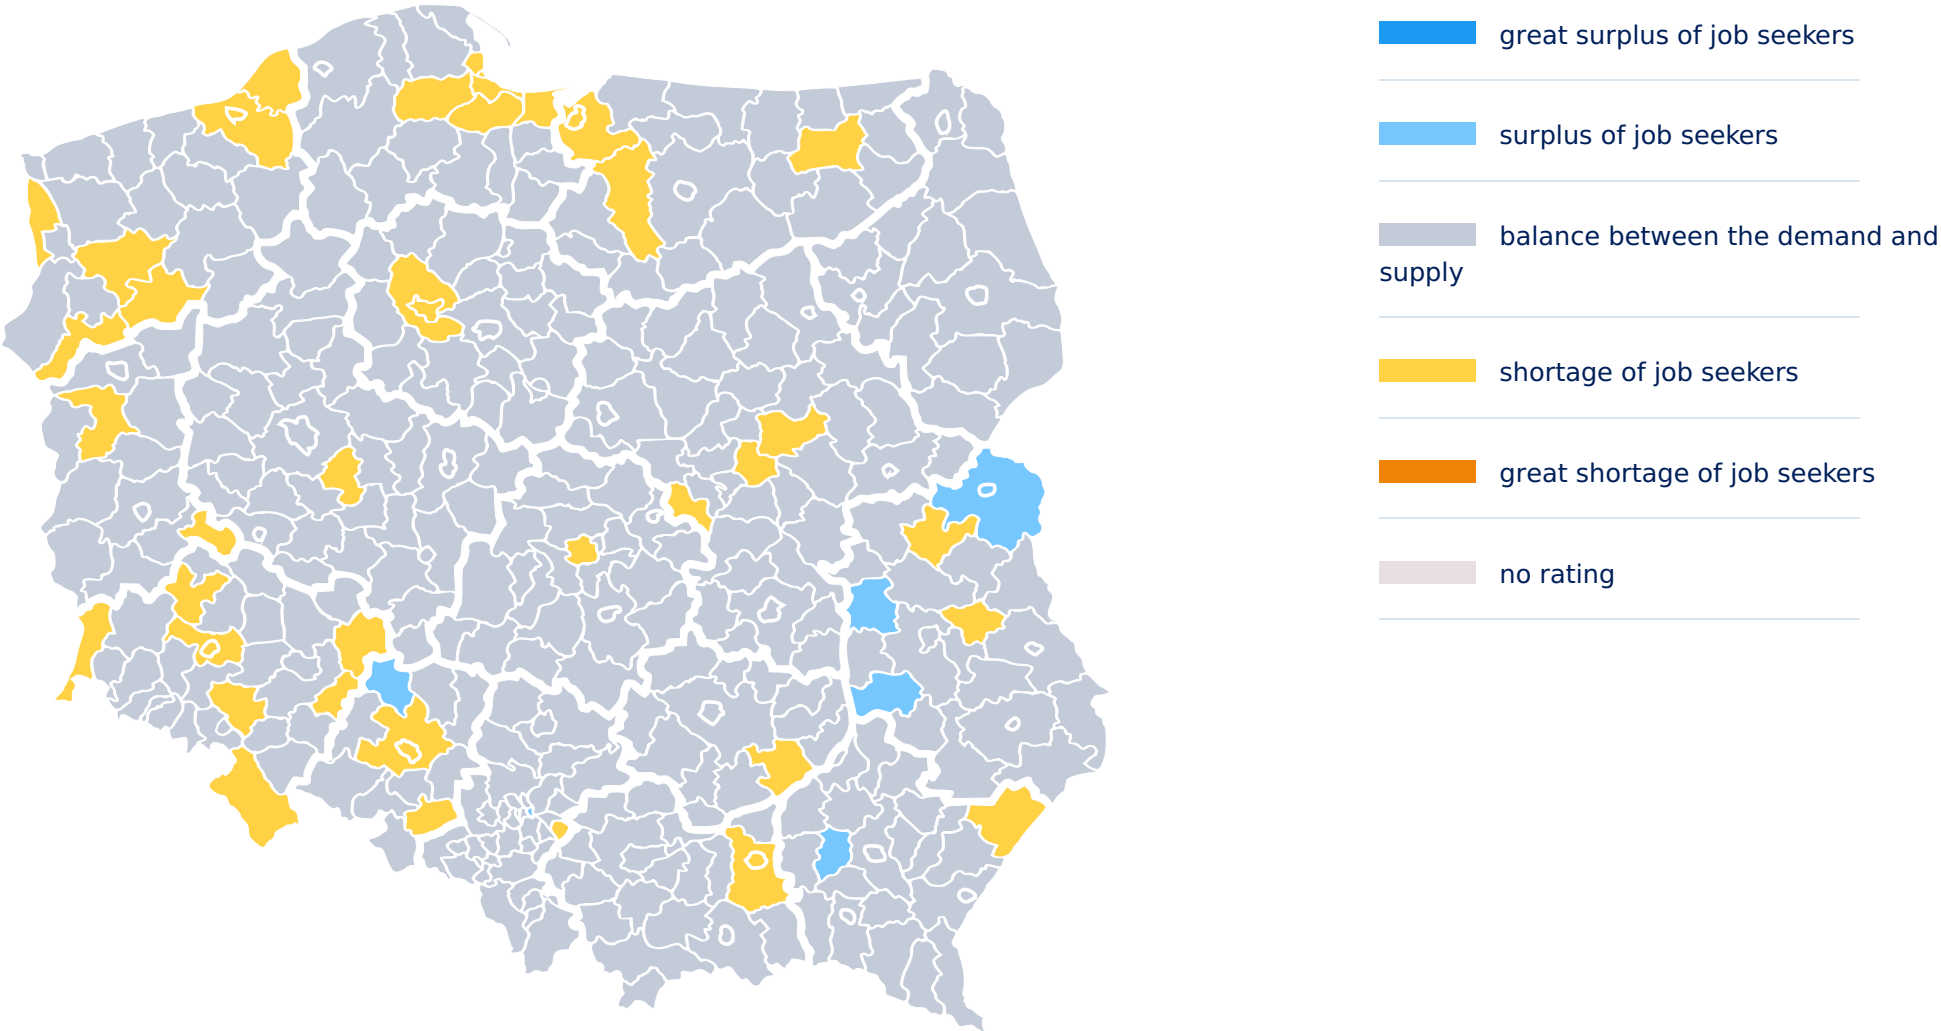 great surplus of job seekers
surplus of job seekers
balance between the demand and
supply
shortage of job seekers
great shortage of job seekers
no rating